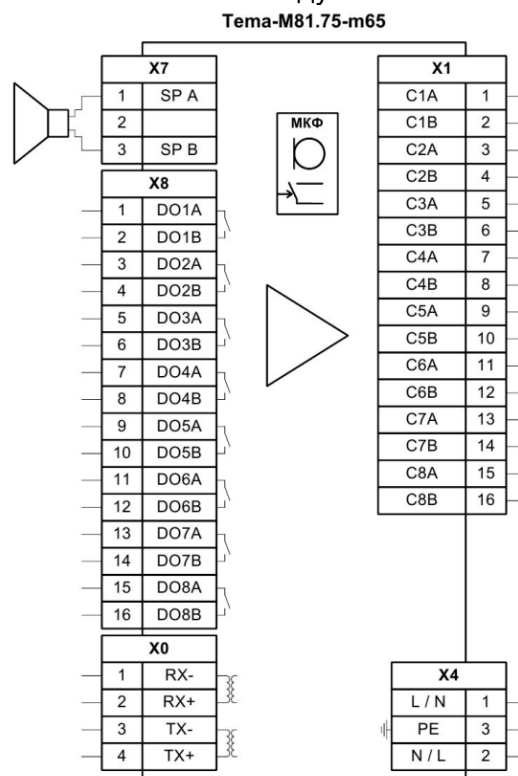 Tema-M81.75-m65
X7
1 SP A
2
3 SP B
X8
1 DO1A
2 DO1B
3 DO2A
4 DO2B
5 DO3A
6 DO3B
7 DO4A
8 DO4B
9 DO5A
10 DO5B
11 DO6A
12 DO6B
13 DO7A
14 DO7B
15 DO8A
16 DO8B
X0
1 RX-
2 RX+
3 TX-
4 TX+
МКФ
X1
C1A 1
C1B 2
C2A 3
C2B 4
C3A 5
C3B 6
C4A 7
C4B 8
C5A 9
C5B 10
C6A 11
C6B 12
C7A 13
C7B 14
C8A 15
C8B 16
X4
L / N 1
PE 3
N / L 2